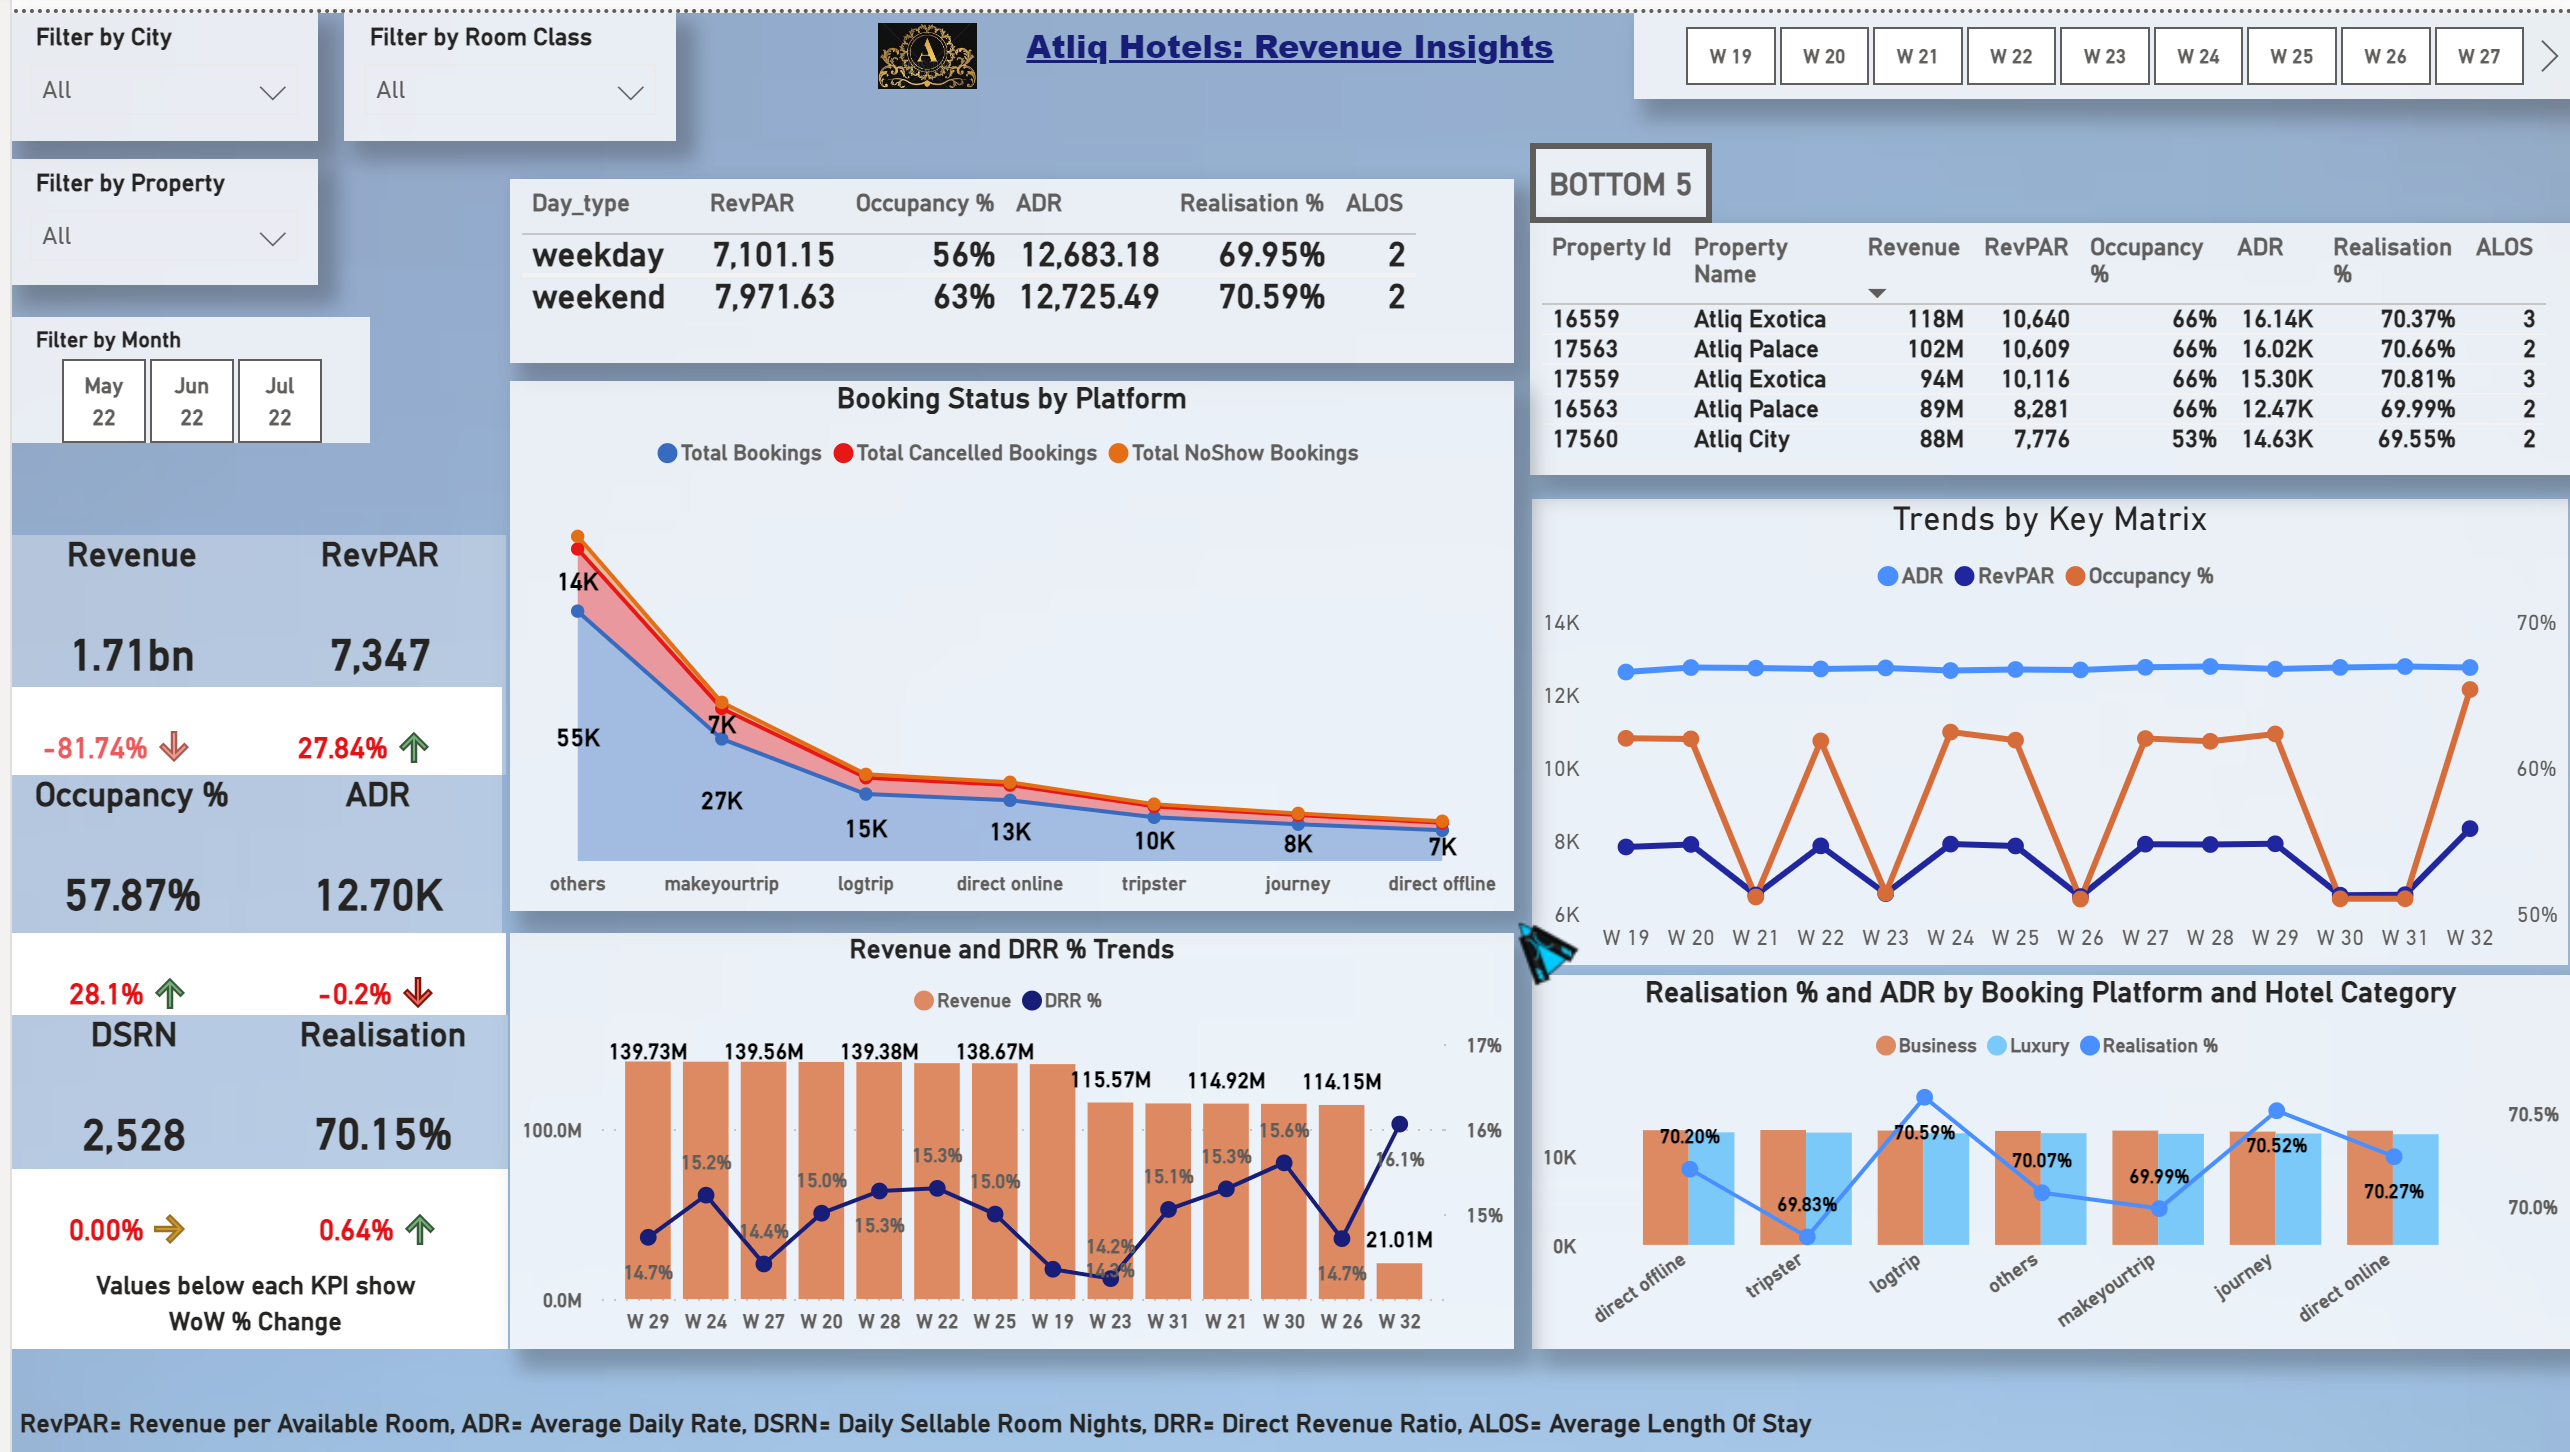 Filter by City
All
Filter by Room Class
All
A
Atliq Hotels: Revenue Insights
W 19 W 20 W 21 W 22 W 23 W 24 W 25 W 26 W 27
Filter by Property
All
Filter by Month
May 22
Jun 22
Jul 22
Day_type RevPAR Occupancy % ADR Realisation % ALOS
weekday 7,101.15 56% 12,683.18 69.95% 2
weekend 7,971.63 63% 12,725.49 70.59% 2
BOTTOM 5
Property Id Property Name Revenue RevPAR Occupancy % ADR Realisation % ALOS
16559 Atliq Exotica 118M 10,640 66% 16.14K 70.37% 3
17563 Atliq Palace 102M 10,609 66% 16.02K 70.66% 2
17559 Atliq Exotica 94M 10,116 66% 15.30K 70.81% 3
16563 Atliq Palace 89M 8,281 66% 12.47K 69.99% 2
17560 Atliq City 88M 7,776 53% 14.63K 69.55% 2
Revenue RevPAR
1.71bn 7,347
-81.74% 27.84%
Occupancy % ADR
57.87% 12.70K
28.1% -0.2%
DSRN Realisation
2,528 70.15%
0.00% 0.64%
Values below each KPI show
WoW % Change
Booking Status by Platform
Total Bookings Total Cancelled Bookings Total NoShow Bookings
14K
7K
55K
27K
15K 13K 10K 8K 7K
others makeyourtrip logtrip direct online tripster journey direct offline
Trends by Key Matrix
ADR RevPAR Occupancy %
14K 70%
12K
10K 60%
8K
6K 50%
W 19 W 20 W 21 W 22 W 23 W 24 W 25 W 26 W 27 W 28 W 29 W 30 W 31 W 32
Revenue and DRR % Trends
Revenue DRR %
139.73M 139.56M 139.38M 138.67M 17%
115.57M 114.92M 114.15M
100.0M 15.6% 16%
15.2% 15.3% 15.3% 16.1%
15.0% 15.0% 15.1%
14.4% 15.3% 15%
14.2% 21.01M
14.7% 14.3% 14.7%
0.0M
W 29 W 24 W 27 W 20 W 28 W 22 W 25 W 19 W 23 W 31 W 21 W 30 W 26 W 32
Realisation % and ADR by Booking Platform and Hotel Category
Business Luxury Realisation %
70.5%
70.20% 70.59% 70.52%
10K 70.07% 69.99% 70.27%
69.83% 70.0%
0K
direct offline tripster logtrip others makeyourtrip journey direct online
RevPAR= Revenue per Available Room, ADR= Average Daily Rate, DSRN= Daily Sellable Room Nights, DRR= Direct Revenue Ratio, ALOS= Average Length Of Stay